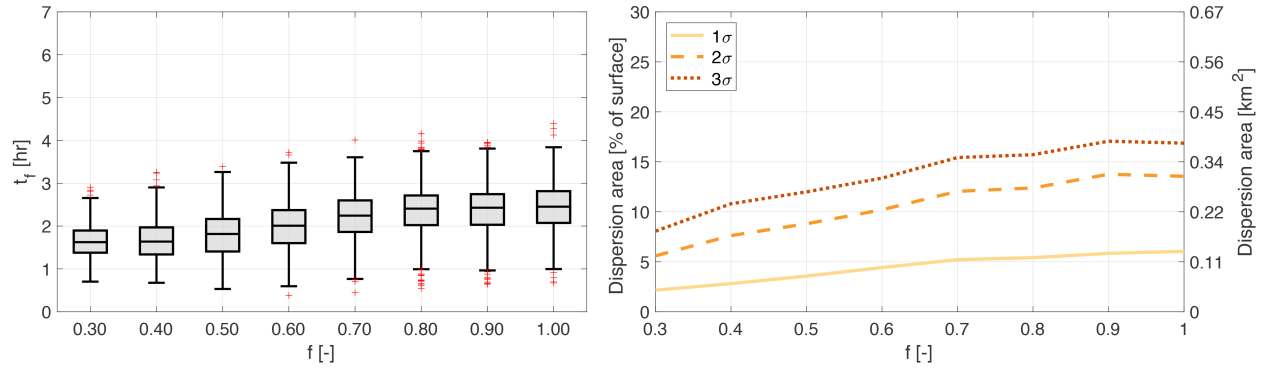 7
6
5
4
3
2
1
0
t_f [hr]
0.30 0.40 0.50 0.60 0.70 0.80 0.90 1.00
f [-]
30
25
20
15
10
5
0
Dispersion area [% of surface]
1σ
2σ
3σ
0.3 0.4 0.5 0.6 0.7 0.8 0.9 1
f [-]
0.67
0.56
0.45
0.34
0.22
0.11
0
Dispersion area [km²]